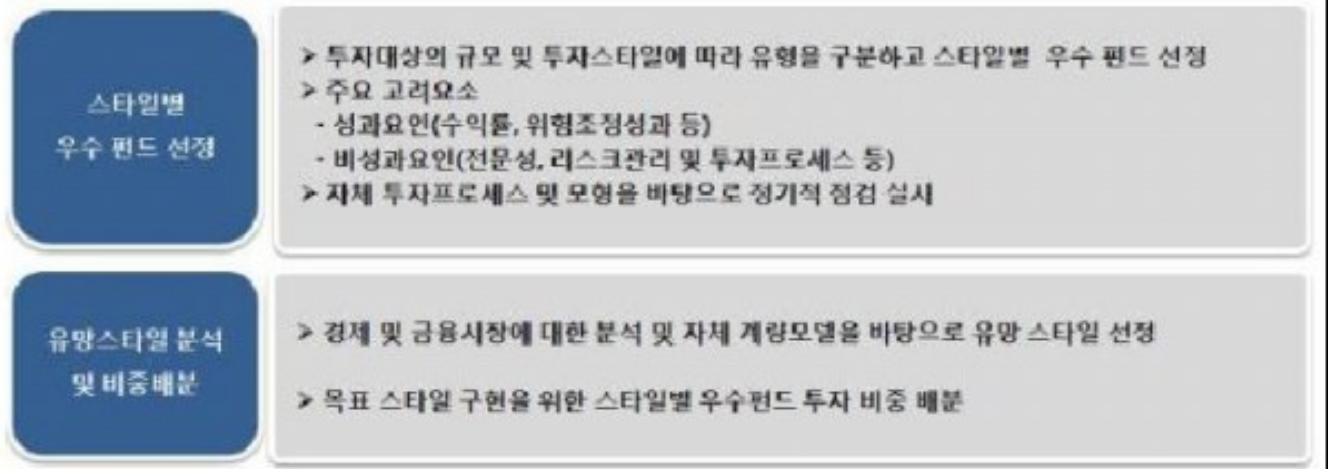 스타일별
우수 펀드 선정
➢ 투자대상의 규모 및 투자스타일에 따라 유형을 구분하고 스타일별 우수 펀드 선정
➢ 주요 고려요소
- 성과요인(수익률, 위험조정성과 등)
- 비성과요인(전문성, 리스크관리 및 투자프로세스 등)
➢ 자체 투자프로세스 및 모형을 바탕으로 정기적 점검 실시
유망스타일 분석
및 비중배분
➢ 경제 및 금융시장에 대한 분석 및 자체 계량모델을 바탕으로 유망 스타일 선정
➢ 목표 스타일 구현을 위한 스타일별 우수펀드 투자 비중 배분